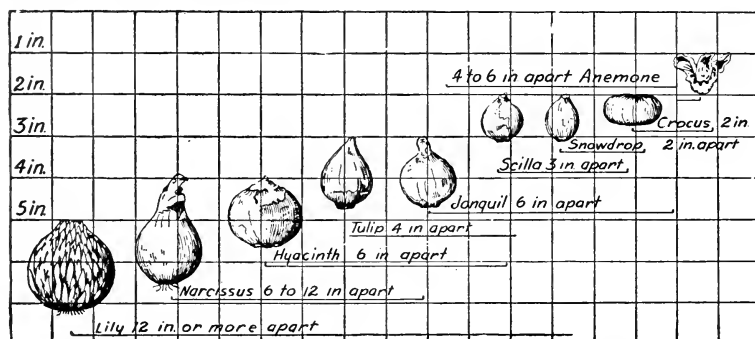 1 in.
2 in.
3 in.
4 in.
5 in.
4 to 6 in apart Anemone
Crocus, 2 in.
Snowdrop 2 in. apart
Scilla 3 in apart
Jonquil 6 in apart
Tulip 4 in apart
Hyacinth 6 in apart
Narcissus 6 to 12 in apart
Lily 12 in. or more apart